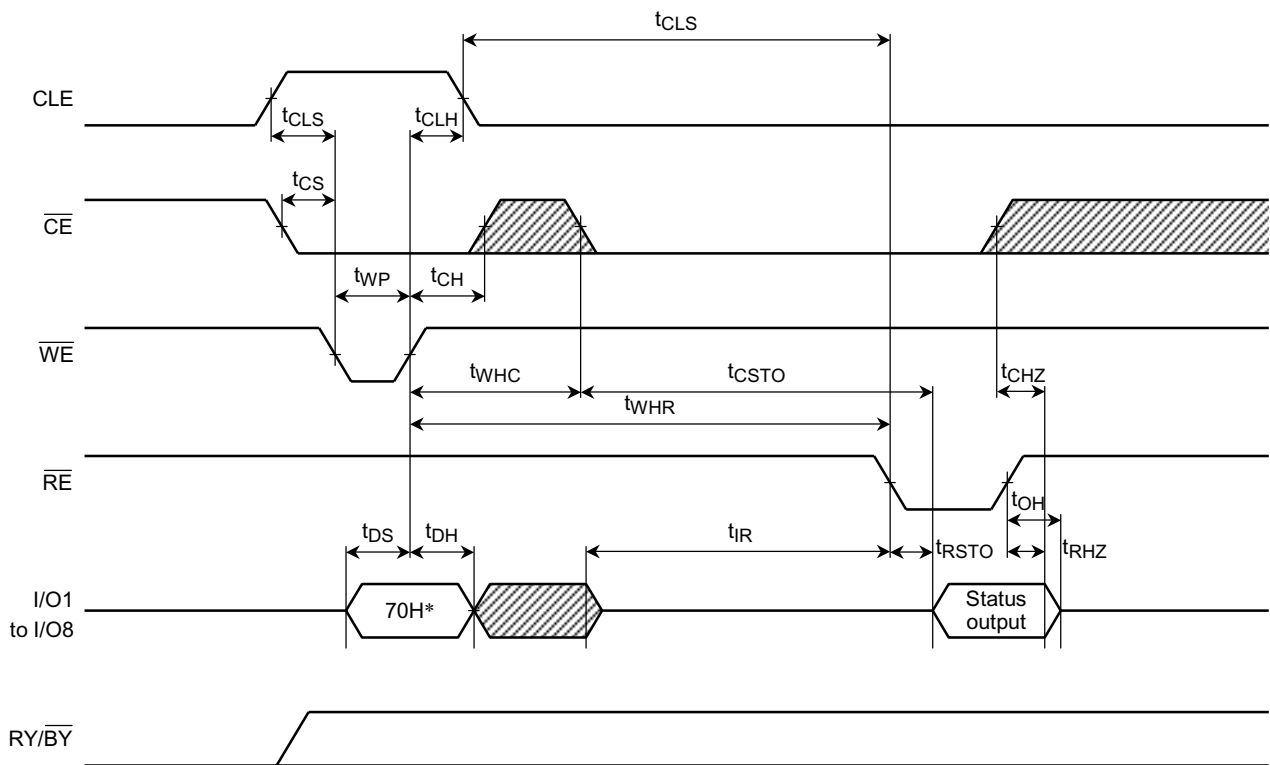 tCLS
CLE
tCLS
tCLH
tCS
CE
tWP
tCH
WE
tWHC
tCSTO
tCHZ
tWHR
RE
tOH
tDS
tDH
tIR
tRSTO
tRHZ
I/O1
to I/O8
70H*
Status
output
RY/BY